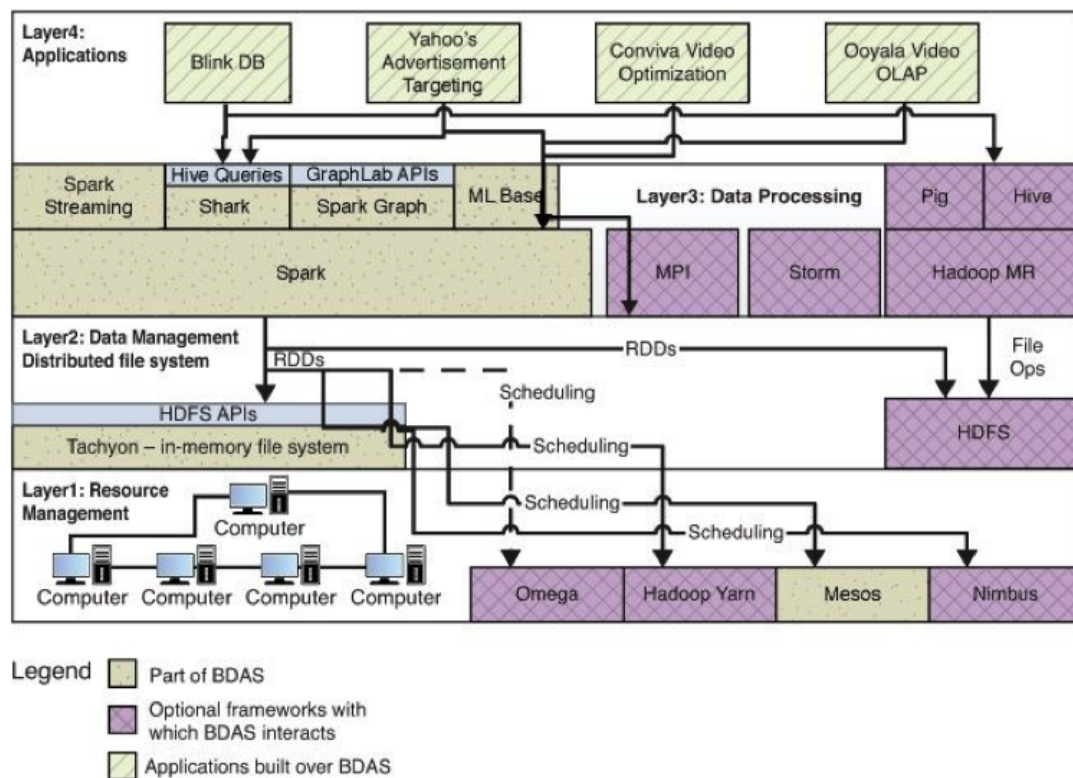 Layer4:
Applications
Blink DB
Yahoo's
Advertisement
Targeting
Conviva Video
Optimization
Ooyala Video
OLAP
Spark
Streaming
Hive Queries
Shark
GraphLab APIs
Spark Graph
ML Base
Layer3: Data Processing
Pig
Hive
Spark
MPI
Storm
Hadoop MR
Layer2: Data Management
Distributed file system
RDDs
RDDs
File
Ops
Scheduling
HDFS APIs
Tachyon – in-memory file system
Scheduling
HDFS
Layer1: Resource
Management
Scheduling
Scheduling
Computer
Computer
Computer
Computer
Computer
Omega
Hadoop Yarn
Mesos
Nimbus
Legend
Part of BDAS
Optional frameworks with
which BDAS interacts
Applications built over BDAS